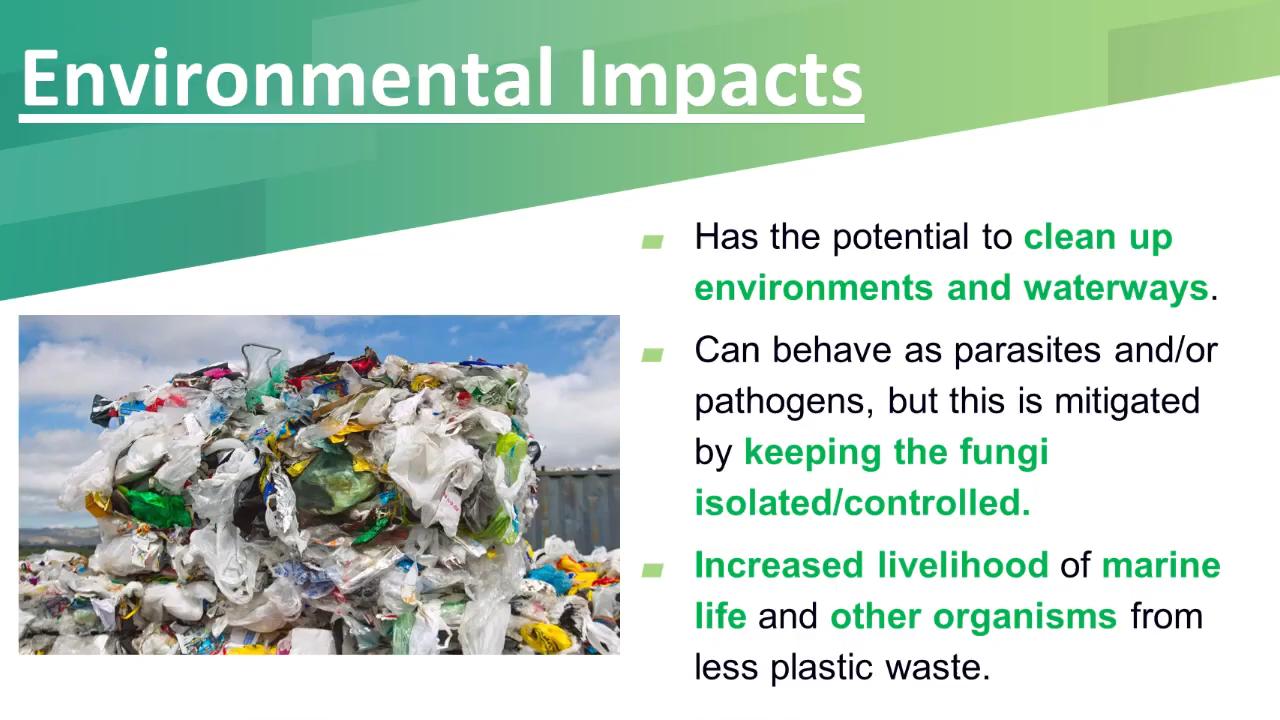 Environmental Impacts
Has the potential to clean up
environments and waterways.
Can behave as parasites and/or
pathogens, but this is mitigated
by keeping the fungi
isolated/controlled.
Increased livelihood of marine
life and other organisms from
less plastic waste.